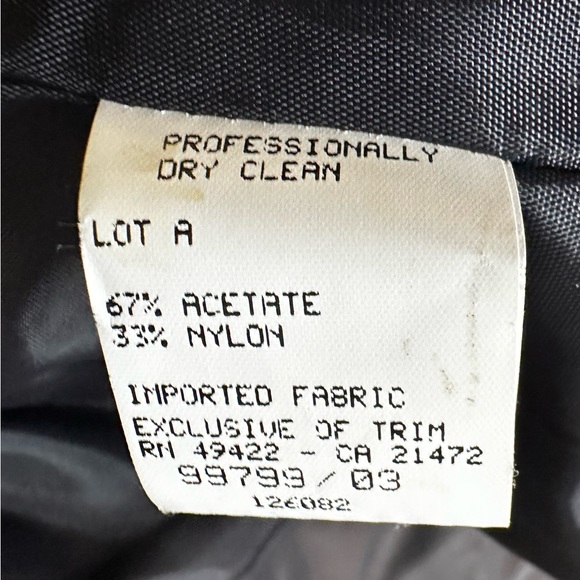 PROFESSIONALLY
DRY CLEAN
LOT A
67% ACETATE
33% NYLON
IMPORTED FABRIC
EXCLUSIVE OF TRIM
RN 49422 - CA 21472
99799/03
126082